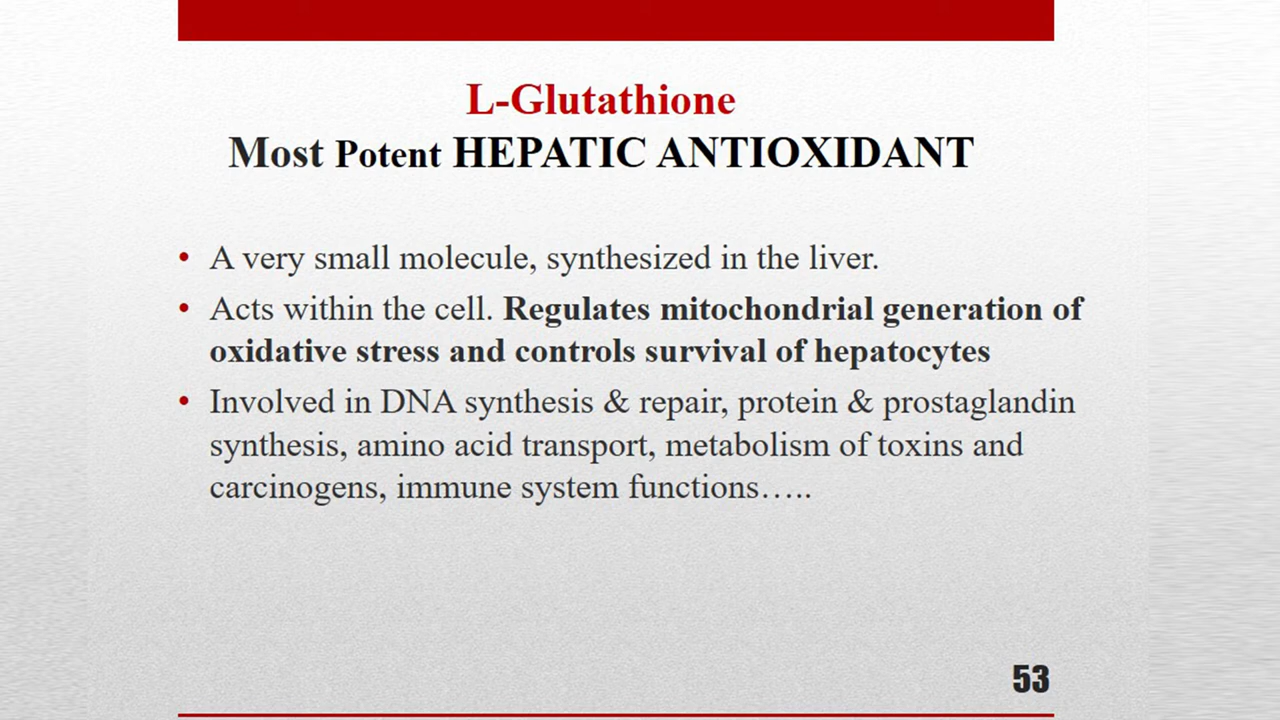 L-Glutathione
Most Potent HEPATIC ANTIOXIDANT
• A very small molecule, synthesized in the liver.
• Acts within the cell. Regulates mitochondrial generation of
oxidative stress and controls survival of hepatocytes
• Involved in DNA synthesis & repair, protein & prostaglandin
synthesis, amino acid transport, metabolism of toxins and
carcinogens, immune system functions…..
53